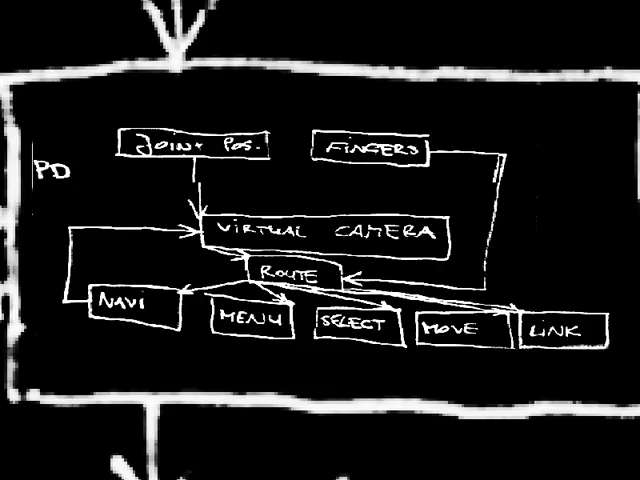 JOINT POS.
FINGERS
PD
VIRTUAL CAMERA
ROUTE
NAVI
MENU
SELECT
MOVE
LINK